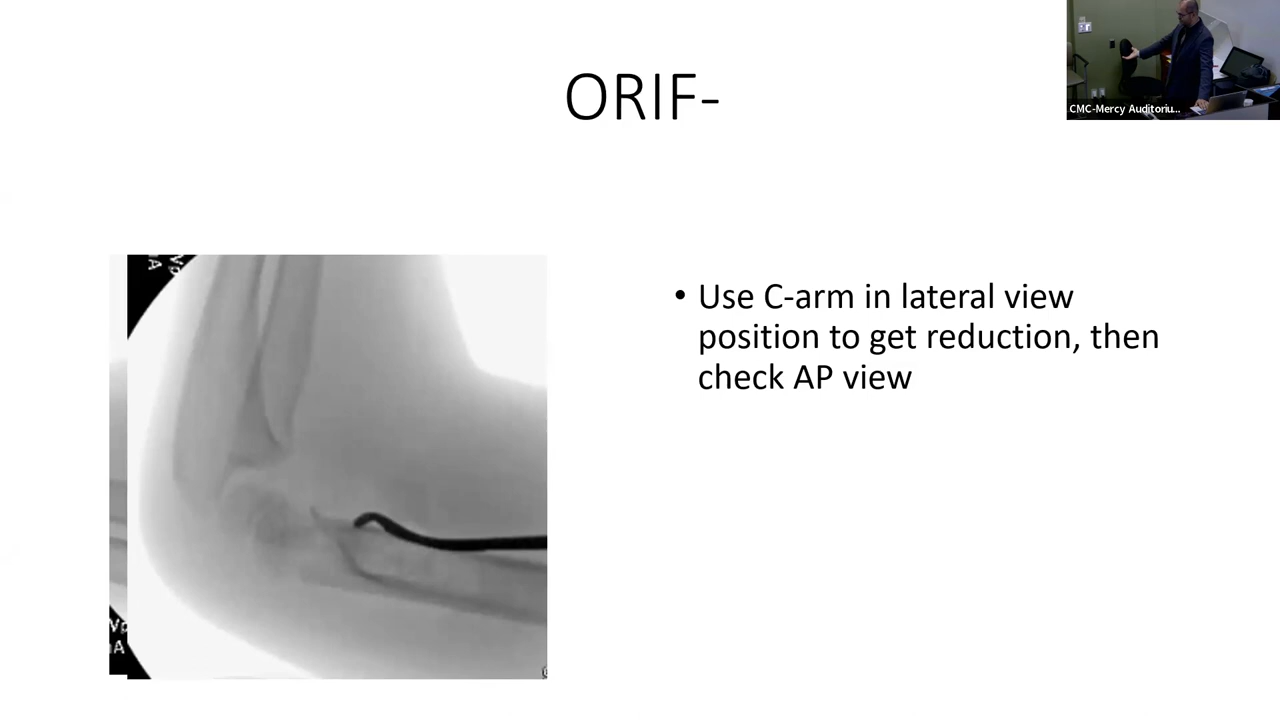 ORIF-
CMC-Mercy Auditoriu...
• Use C-arm in lateral view
position to get reduction, then
check AP view